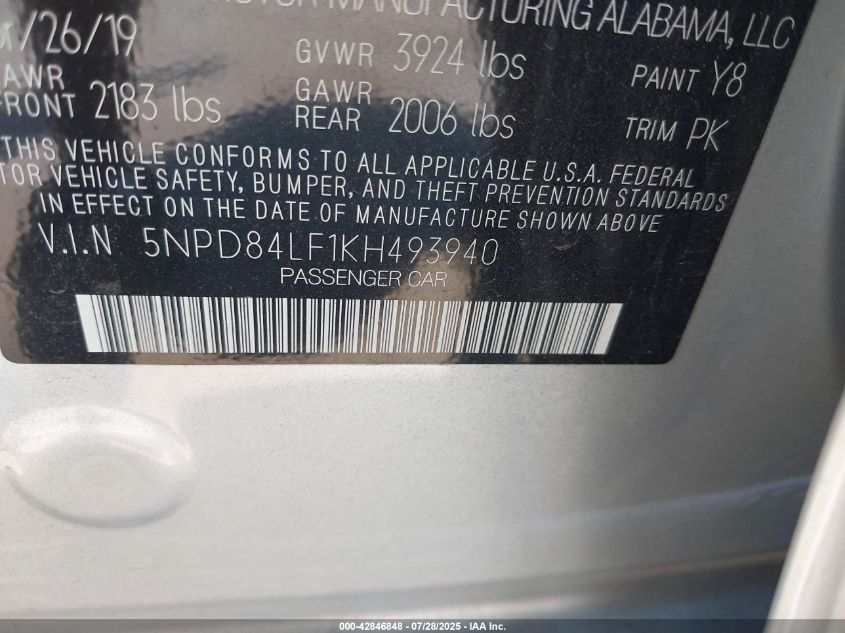 MOTOR MANUFACTURING ALABAMA, LLC
/26/19 GVWR 3924 lbs PAINT Y8
GAWR FRONT 2183 lbs GAWR REAR 2006 lbs TRIM PK
THIS VEHICLE CONFORMS TO ALL APPLICABLE U.S.A. FEDERAL
TOR VEHICLE SAFETY, BUMPER, AND THEFT PREVENTION STANDARDS
IN EFFECT ON THE DATE OF MANUFACTURE SHOWN ABOVE
V.I.N 5NPD84LF1KH493940
PASSENGER CAR
000-42846848 - 07/28/2025 - IAA Inc.